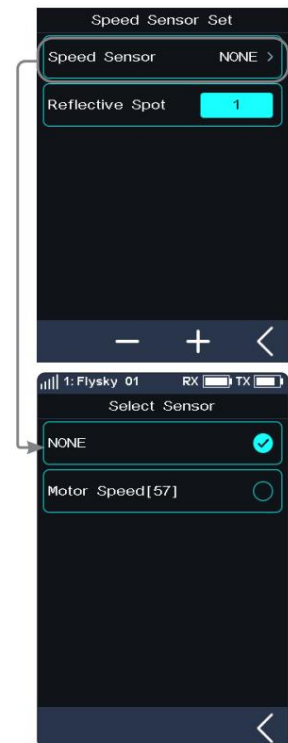 Speed Sensor Set
Speed Sensor NONE >
Reflective Spot 1
1: Flysky 01 RX TX
Select Sensor
NONE
Motor Speed[57]